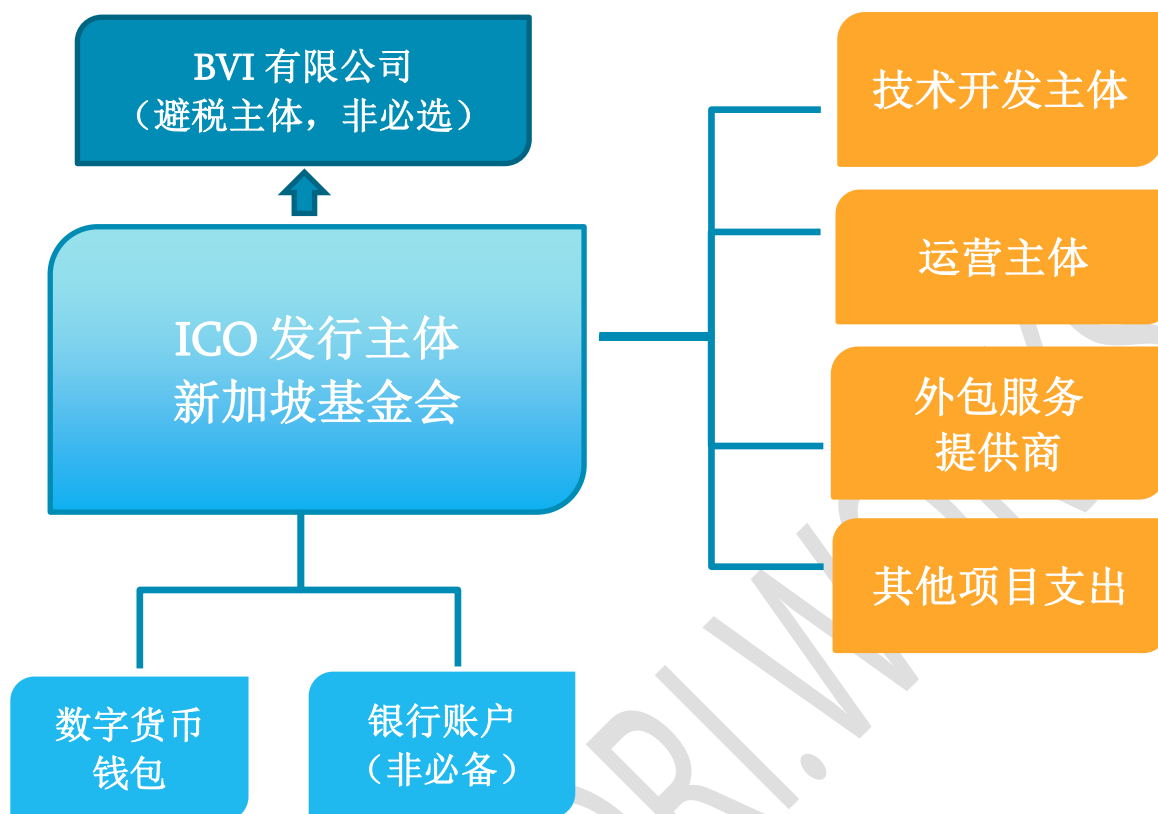 BVI 有限公司
（避税主体，非必选）
ICO 发行主体
新加坡基金会
数字货币
钱包
银行账户
（非必备）
技术开发主体
运营主体
外包服务
提供商
其他项目支出